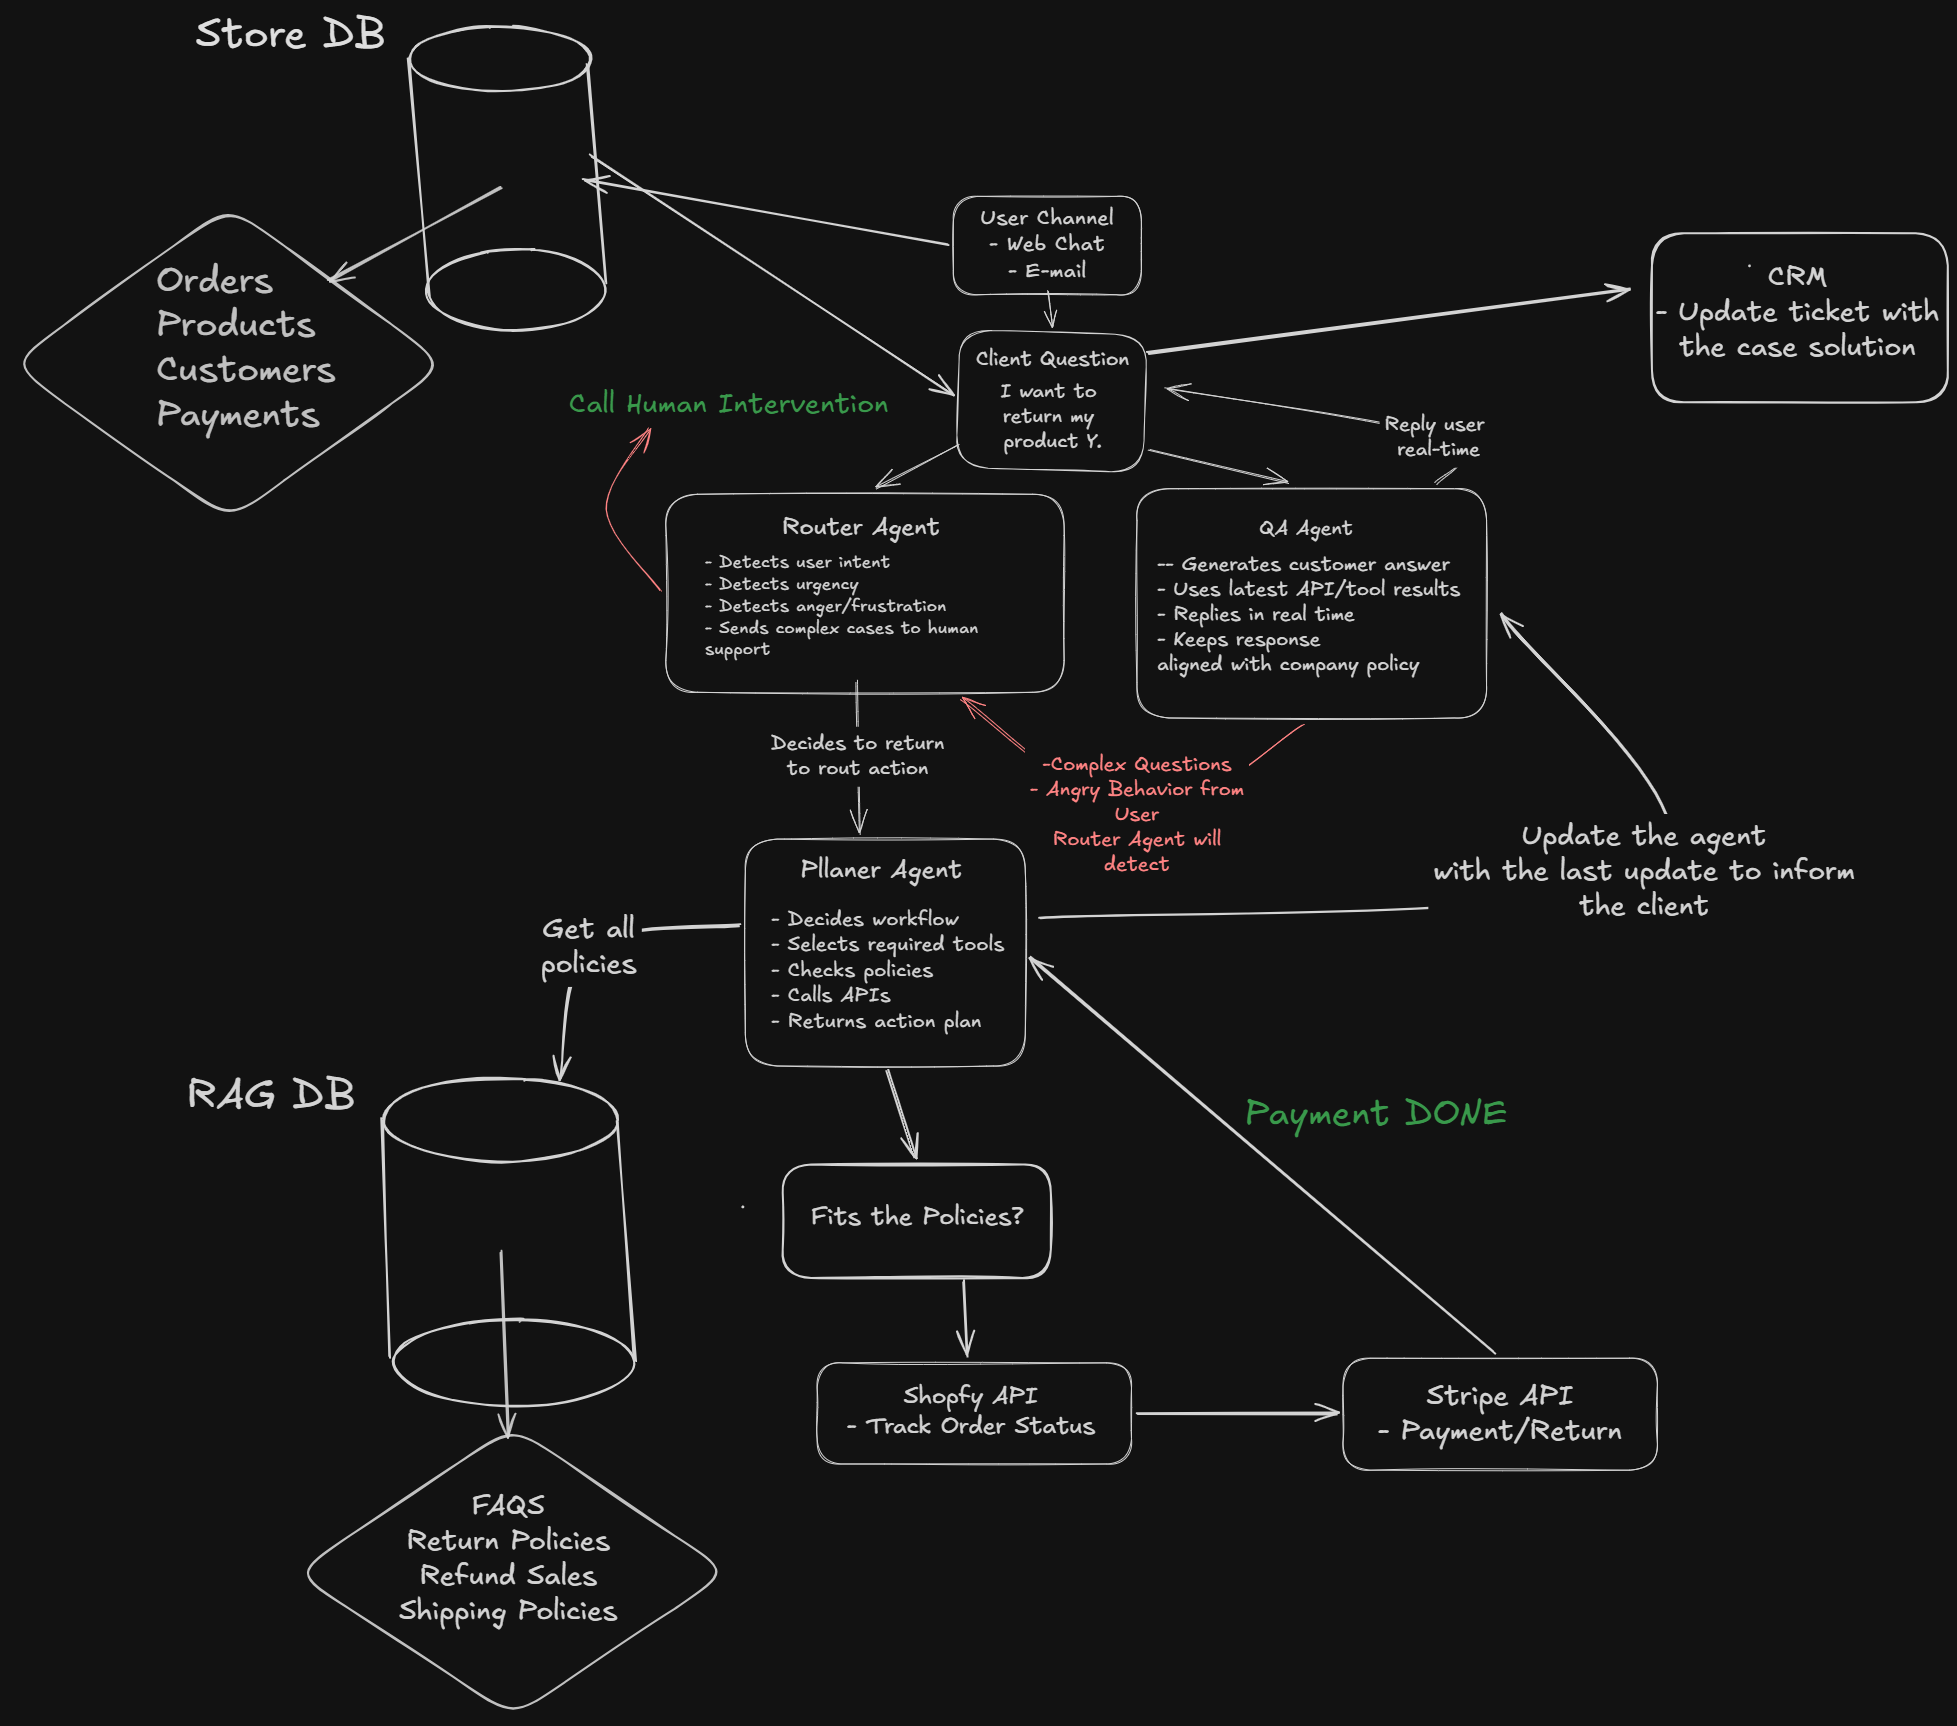 Store DB
Orders
Products
Customers
Payments
User Channel
- Web Chat
- E-mail
Client Question
I want to
return my
product Y.
CRM
- Update ticket with
the case solution
Call Human Intervention
Reply user
real-time
Router Agent
- Detects user intent
- Detects urgency
- Detects anger/frustration
- Sends complex cases to human
support
QA Agent
-- Generates customer answer
- Uses latest API/tool results
- Replies in real time
- Keeps response
aligned with company policy
Decides to return
to rout action
-Complex Questions
- Angry Behavior from
User
Router Agent will
detect
Update the agent
with the last update to inform
the client
Pllaner Agent
- Decides workflow
- Selects required tools
- Checks policies
- Calls APIs
- Returns action plan
Get all
policies
RAG DB
Payment DONE
Fits the Policies?
Shopfy API
- Track Order Status
Stripe API
- Payment/Return
FAQS
Return Policies
Refund Sales
Shipping Policies